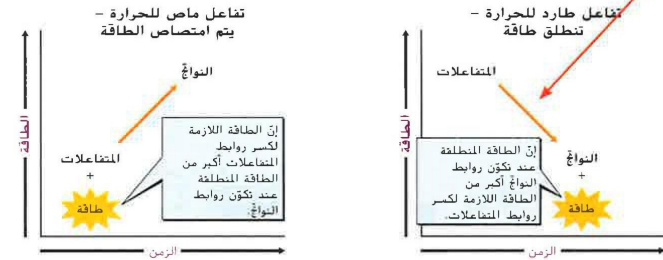 تفاعل طارد للحرارة –
تنطلق طاقة
المتفاعلات
الطاقة
إنّ الطاقة المنطلقة
عند تكوّن روابط
النواتج أكبر من
الطاقة اللازمة لكسر
روابط المتفاعلات.
النواتج
+
طاقة
الزمن
تفاعل ماص للحرارة –
يتم امتصاص الطاقة
النواتج
الطاقة
المتفاعلات
+
طاقة
إنّ الطاقة اللازمة
لكسر روابط
المتفاعلات أكبر من
الطاقة المنطلقة
عند تكوّن روابط
النواتج.
الزمن